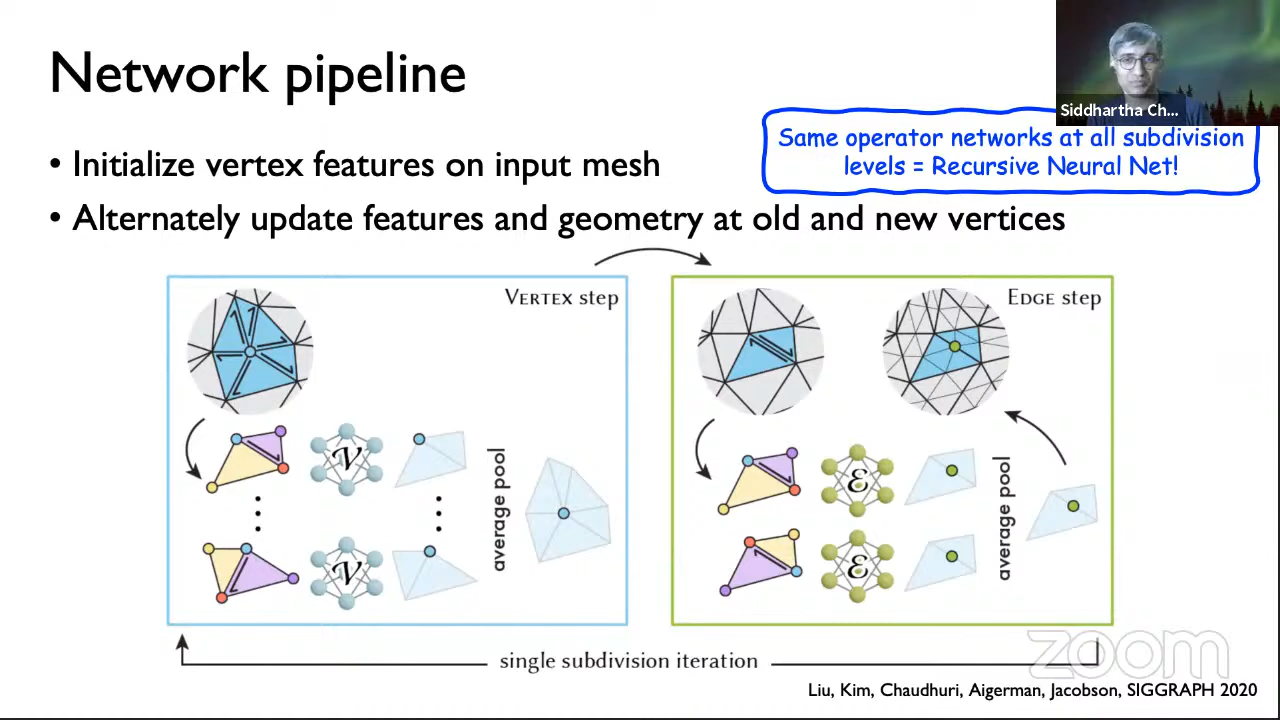 Network pipeline
Siddhartha Ch...
Same operator networks at all subdivision
levels = Recursive Neural Net!
• Initialize vertex features on input mesh
• Alternately update features and geometry at old and new vertices
VERTEX step
V
average pool
V
EDGE step
ℰ
average pool
ℰ
single subdivision iteration
zoom
Liu, Kim, Chaudhuri, Aigerman, Jacobson, SIGGRAPH 2020